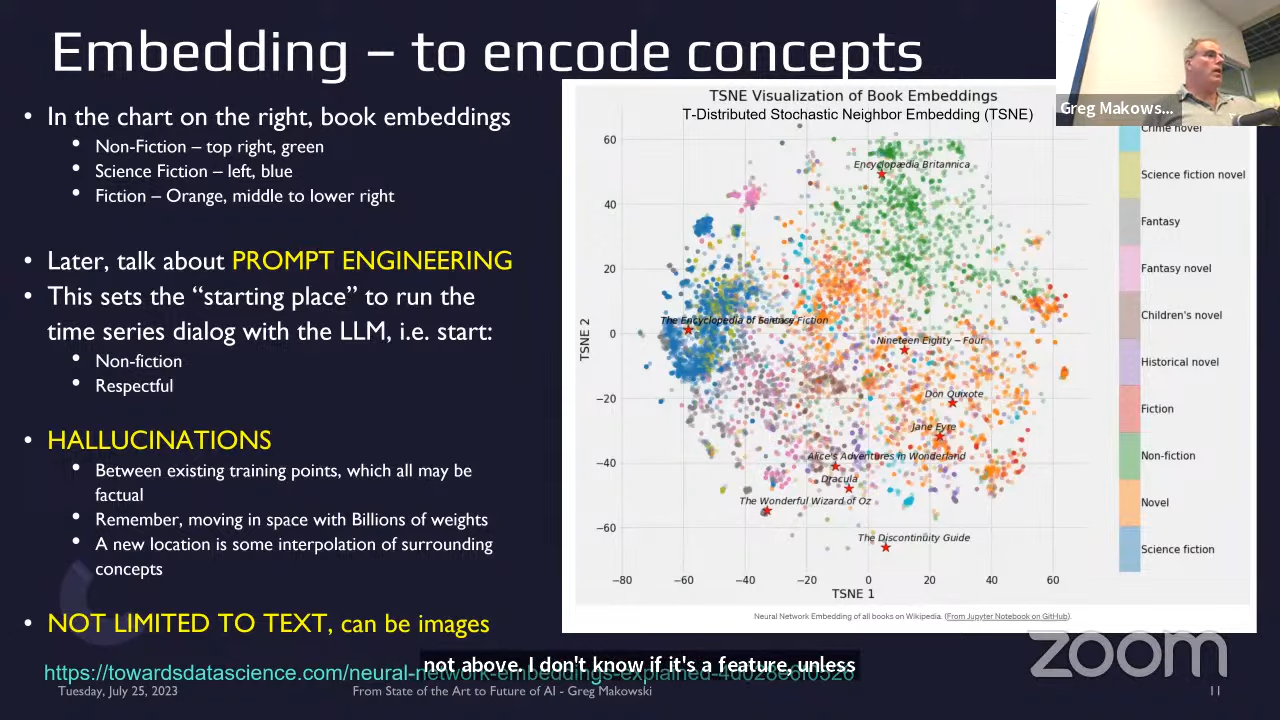 Embedding – to encode concepts
• In the chart on the right, book embeddings
• Non-Fiction – top right, green
• Science Fiction – left, blue
• Fiction – Orange, middle to lower right
• Later, talk about PROMPT ENGINEERING
• This sets the “starting place” to run the
time series dialog with the LLM, i.e. start:
• Non-fiction
• Respectful
• HALLUCINATIONS
• Between existing training points, which all may be
factual
• Remember, moving in space with Billions of weights
• A new location is some interpolation of surrounding
concepts
• NOT LIMITED TO TEXT, can be images
TSNE Visualization of Book Embeddings
T-Distributed Stochastic Neighbor Embedding (TSNE)
TSNE 2
60
40
20
0
−20
−40
−60
Encyclopædia Britannica
The Encyclopedia of Science Fiction
Nineteen Eighty – Four
Don Quixote
Jane Eyre
Alice's Adventures in Wonderland
Dracula
The Wonderful Wizard of Oz
The Discontinuity Guide
−80 −60 −40 −20 0 20 40 60
TSNE 1
Crime novel
Science fiction novel
Fantasy
Fantasy novel
Children's novel
Historical novel
Fiction
Non-fiction
Novel
Science fiction
Neural Network Embedding of all books on Wikipedia. (From Jupyter Notebook on GitHub).
Greg Makows...
not above. I don't know if it's a feature, unless
https://towardsdatascience.com/neural-network-embeddings-explained-4d028e6f0526
Tuesday, July 25, 2023
From State of the Art to Future of AI - Greg Makowski
11
zoom